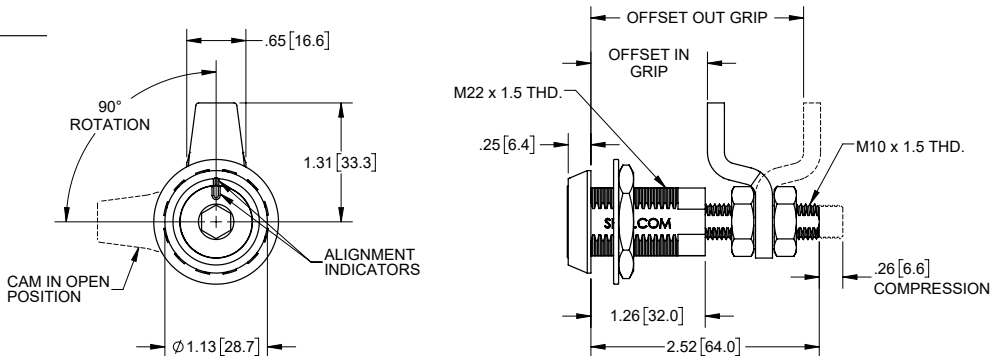 .65[16.6]
90°
ROTATION
1.31[33.3]
ALIGNMENT
INDICATORS
CAM IN OPEN
POSITION
Ø1.13[28.7]
OFFSET OUT GRIP
OFFSET IN
GRIP
M22 x 1.5 THD.
.25[6.4]
M10 x 1.5 THD.
.COM
.26[6.6]
COMPRESSION
1.26[32.0]
2.52[64.0]